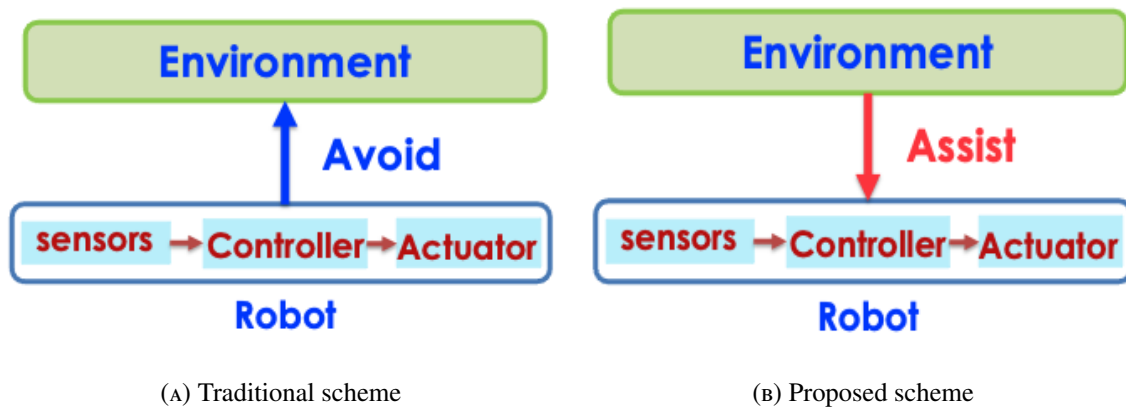 Environment
Avoid
sensors Controller Actuator
Robot
(A) Traditional scheme
Environment
Assist
sensors Controller Actuator
Robot
(B) Proposed scheme